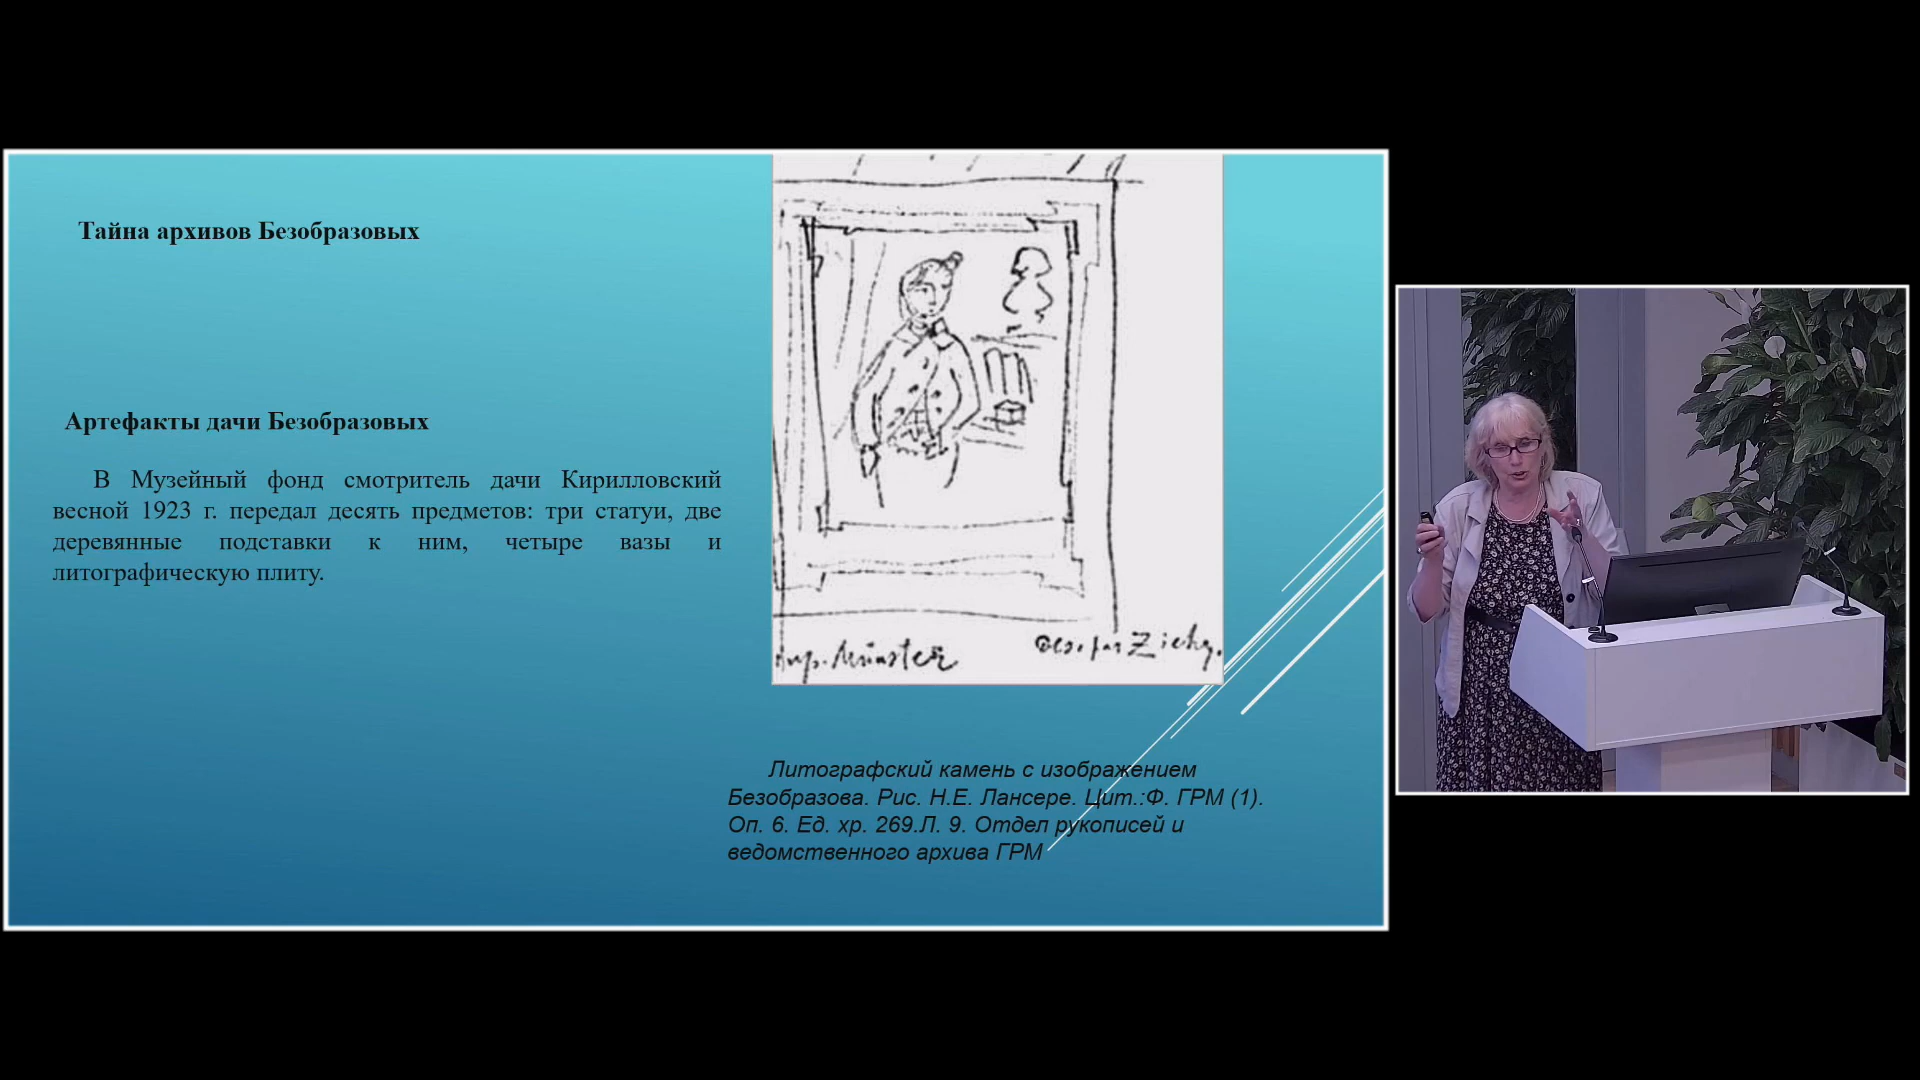 Тайна архивов Безобразовых
Артефакты дачи Безобразовых
В Музейный фонд смотритель дачи Кирилловский
весной 1923 г. передал десять предметов: три статуи, две
деревянные подставки к ним, четыре вазы и
литографическую плиту.
Münster
Zichy.
Литографский камень с изображением
Безобразова. Рис. Н.Е. Лансере. Цит.:Ф. ГРМ (1).
Оп. 6. Ед. хр. 269.Л. 9. Отдел рукописей и
ведомственного архива ГРМ